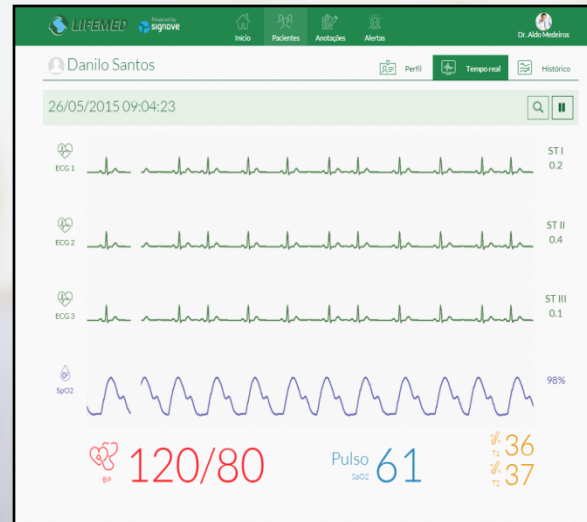 LIFEMED Powered by signove
Início Pacientes Anotações Alertas
Dr. Aldo Medeiros
Danilo Santos
Perfil Tempo real Histórico
26/05/2015 09:04:23
ECG 1
ST I
0.2
ECG 2
ST II
0.4
ECG 3
ST III
0.1
SpO2
98%
BP 120/80
Pulso SpO2 61
T1 36
T2 37